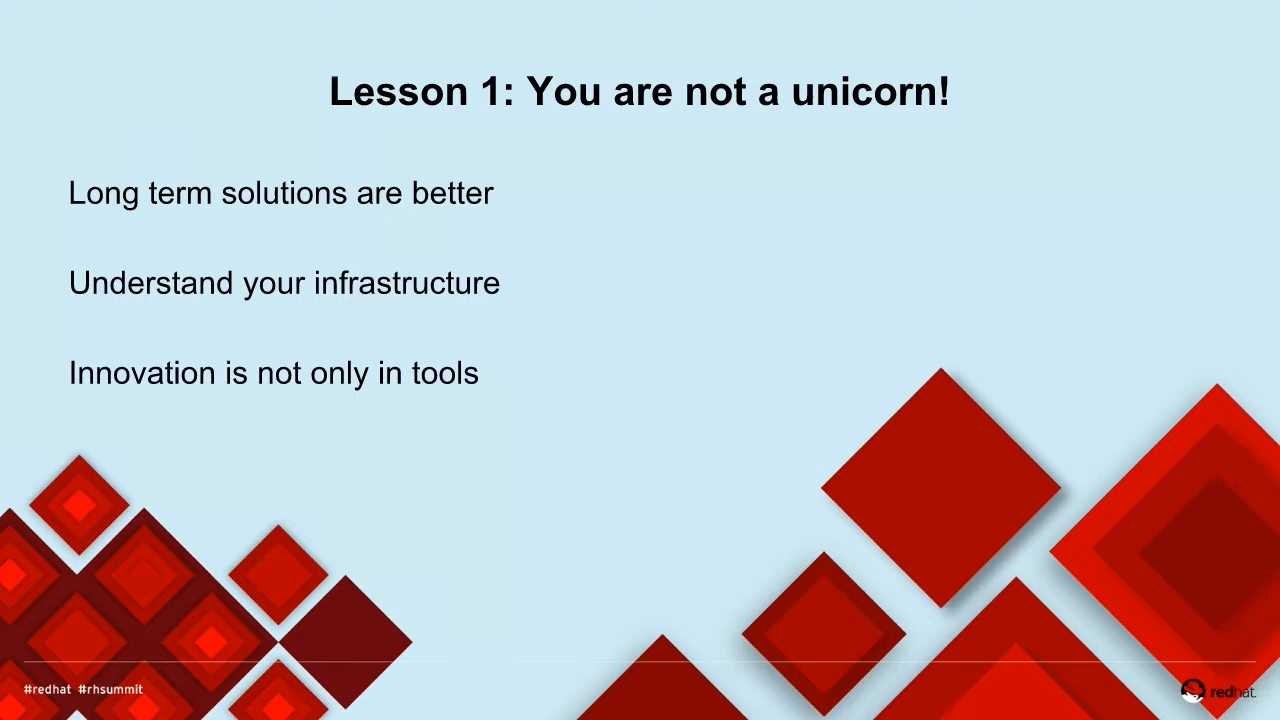 Lesson 1: You are not a unicorn!
Long term solutions are better
Understand your infrastructure
Innovation is not only in tools
#redhat #rhsummit
redhat.